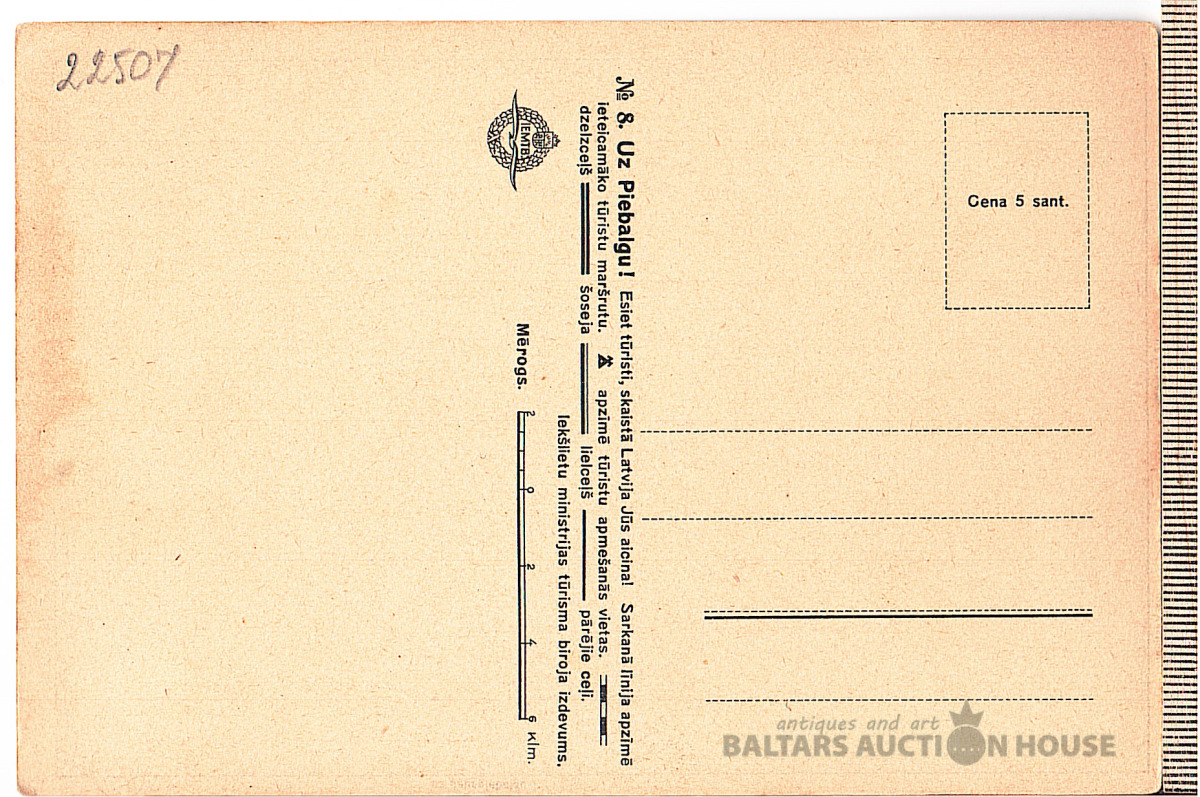 22507
№ 8. Uz Piebalgu! Esiet tūristi, skaistā Latvija Jūs aicina! Sarkanā līnija apzīmē
ieteicamāko tūristu maršrutu. apzīmē tūristu apmešanās vietas.
dzelzceļš šoseja lielceļš pārējie ceļi.
Iekšlietu ministrijas tūrisma biroja izdevums.
IEMTB
Mērogs. 2 0 2 4 6 Klm.
Cena 5 sant.
antiques and art
BALTARS AUCTION HOUSE